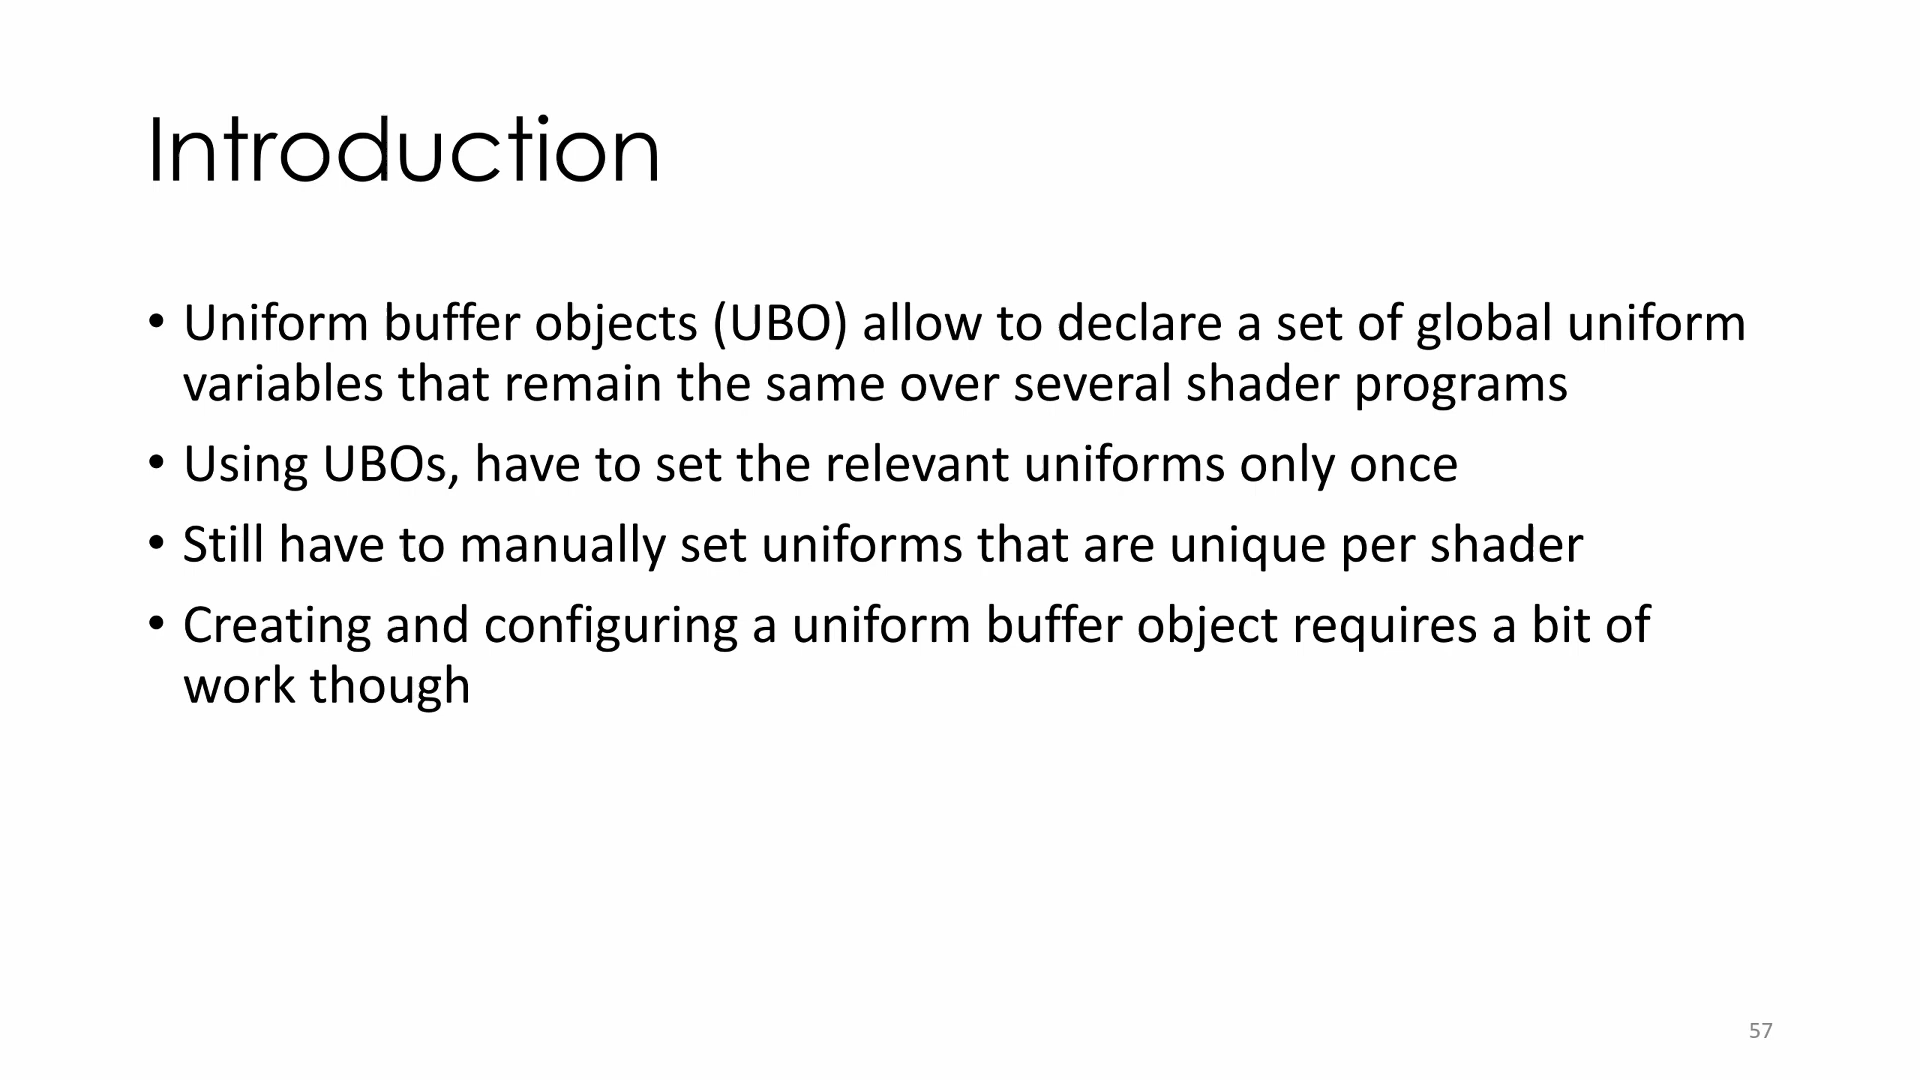 Introduction
• Uniform buffer objects (UBO) allow to declare a set of global uniform
variables that remain the same over several shader programs
• Using UBOs, have to set the relevant uniforms only once
• Still have to manually set uniforms that are unique per shader
• Creating and configuring a uniform buffer object requires a bit of
work though
57